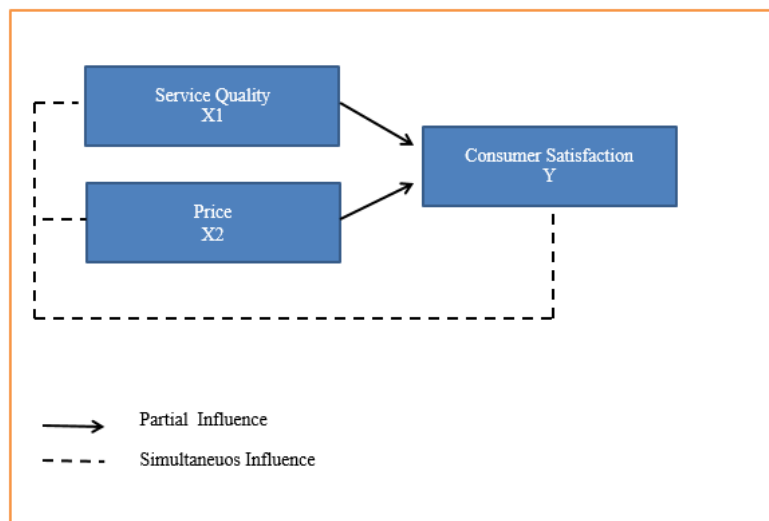 Service Quality
X1
Consumer Satisfaction
Y
Price
X2
Partial Influence
Simultaneuos Influence